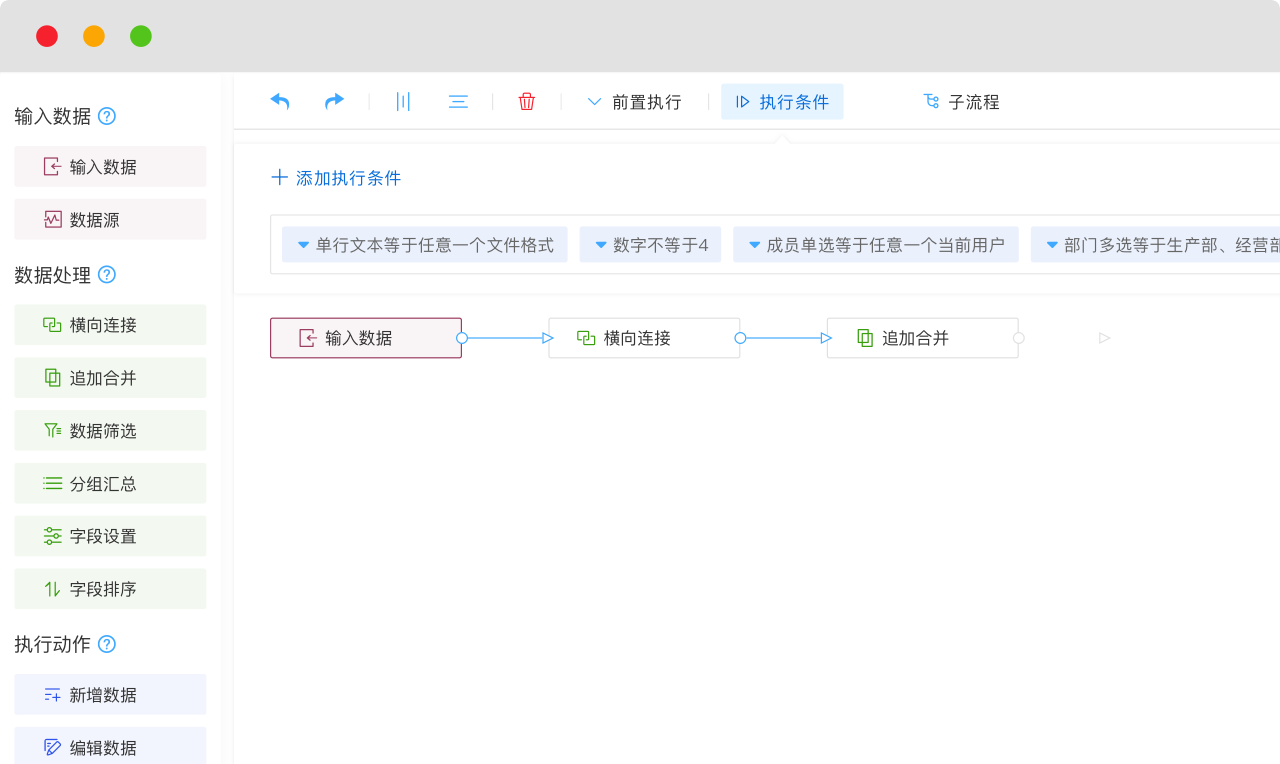 前置执行
执行条件
子流程
输入数据
输入数据
数据源
数据处理
横向连接
追加合并
数据筛选
分组汇总
字段设置
字段排序
执行动作
新增数据
编辑数据
添加执行条件
单行文本等于任意一个文件格式
数字不等于4
成员单选等于任意一个当前用户
部门多选等于生产部、经营部
输入数据
横向连接
追加合并